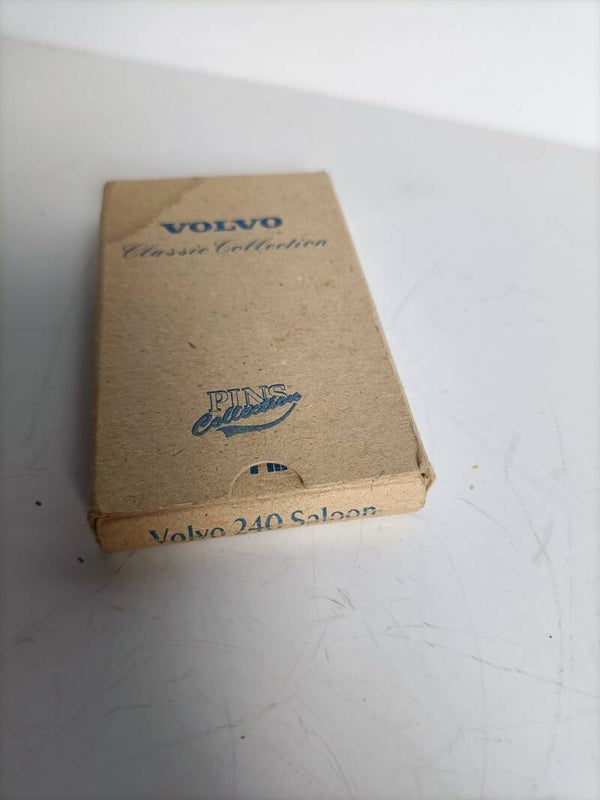 VOLVO
Classic Collection
PINS
Collection
Volvo 240 Saloon